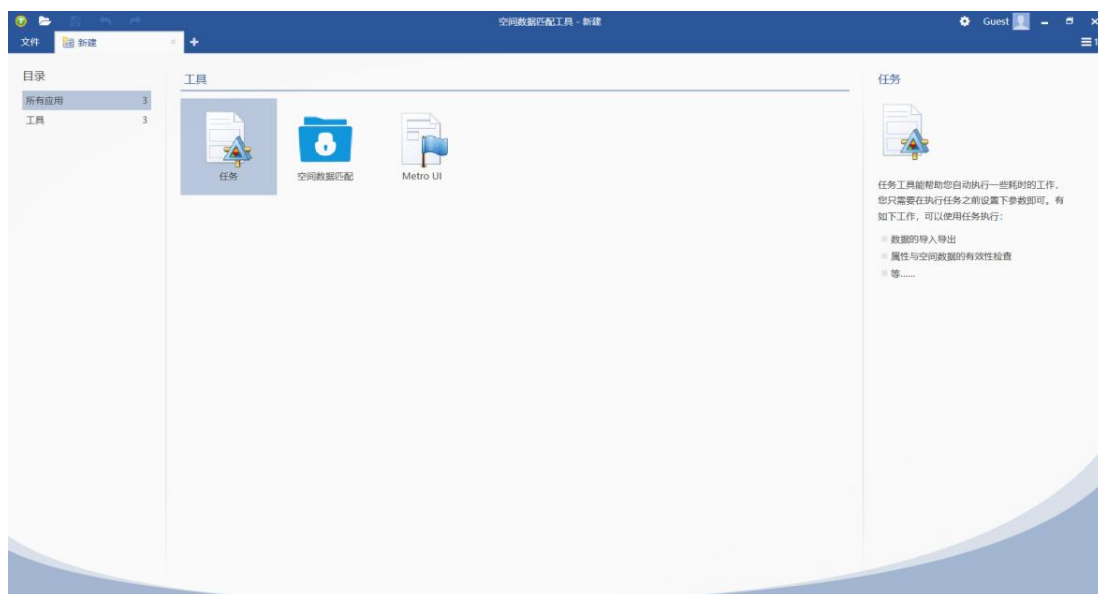 空间数据匹配工具 - 新建
Guest
文件
新建
1
目录
所有应用 3
工具 3
工具
任务
空间数据匹配
Metro UI
任务
任务工具能帮助您自动执行一些耗时的工作,
您只需要在执行任务之前设置下参数即可。有
如下工作,可以使用任务执行:
数据的导入导出
属性与空间数据的有效性检查
等......